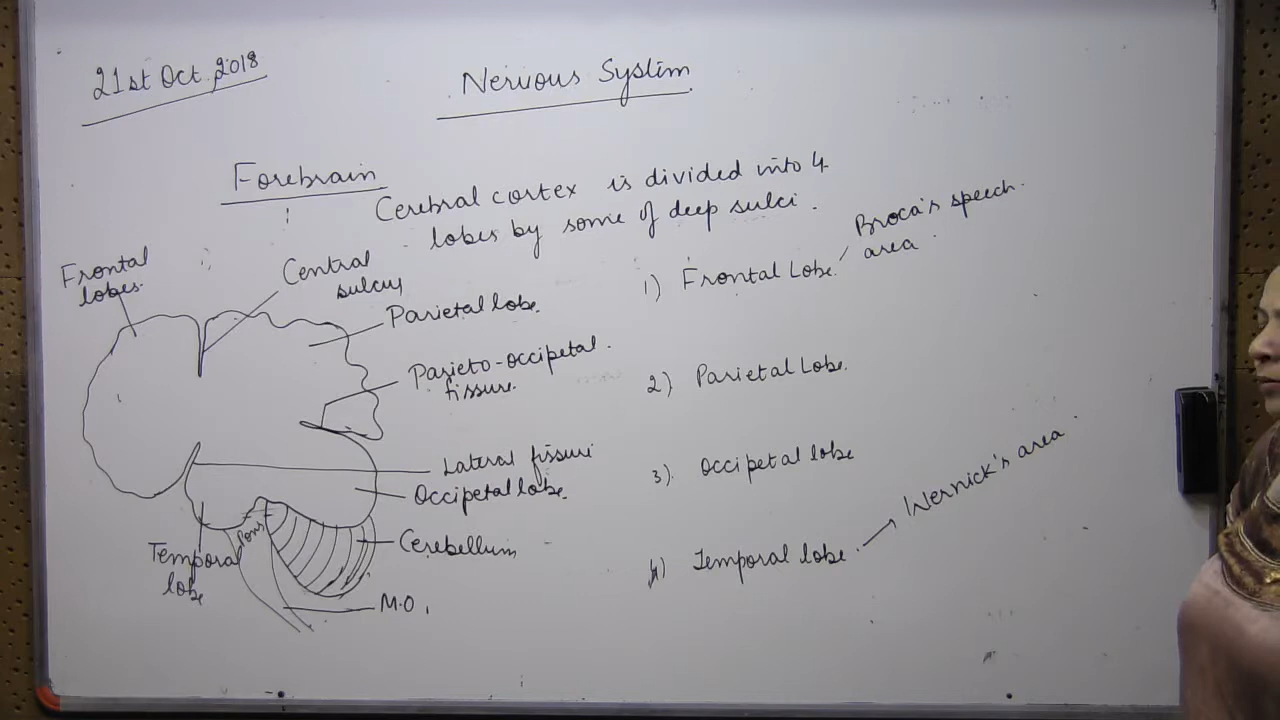 21st Oct 2018
Nervous System
Forebrain
Cerebral cortex is divided into 4
lobes by some of deep sulci.
Frontal
lobes.
Central
sulcus
Parietal lobe.
Parieto-occipetal
fissure.
Lateral fissure
Occipetal lobe.
Cerebellum
M.O.
Pons
Temporal
lobe
1) Frontal Lobe.
Broca's speech.
area.
2) Parietal Lobe.
3). Occipetal lobe
4) Temporal lobe.
Wernick's area.